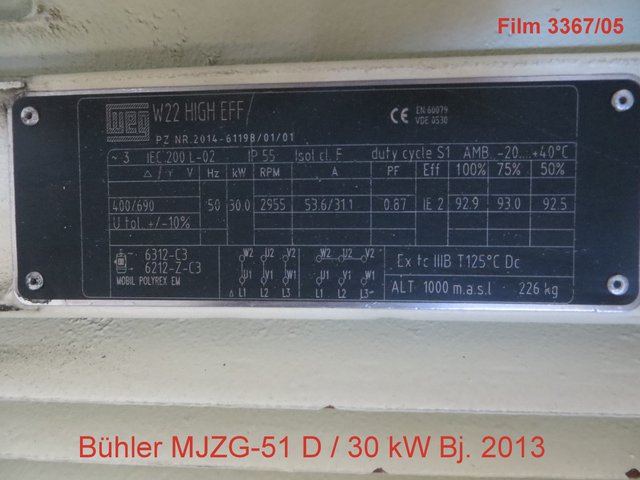 Film 3367/05
WEG W22 HIGH EFF
CE EN 60079
VDE 0530
PZ NR.2014-61198/01/01
~ 3 IEC 200 L-02 IP 55 Isol cl. F duty cycle S1 AMB. -20... +40°C
△ / Y V Hz kW RPM A PF Eff 100% 75% 50%
400/690 50 30.0 2955 53.6/31.1 0.87 IE 2 92.9 93.0 92.5
U tol. +/-10%
6312-C3
6212-Z-C3
MOBIL POLYREX EM
W2 U2 V2 W2 U2 V2
U1 V1 W1 U1 V1 W1
△ L1 L2 L3 L1 L2 L3
Ex tc IIIB T125°C Dc
ALT 1000 m.a.s.l 226 kg
Bühler MJZG-51 D / 30 kW Bj. 2013